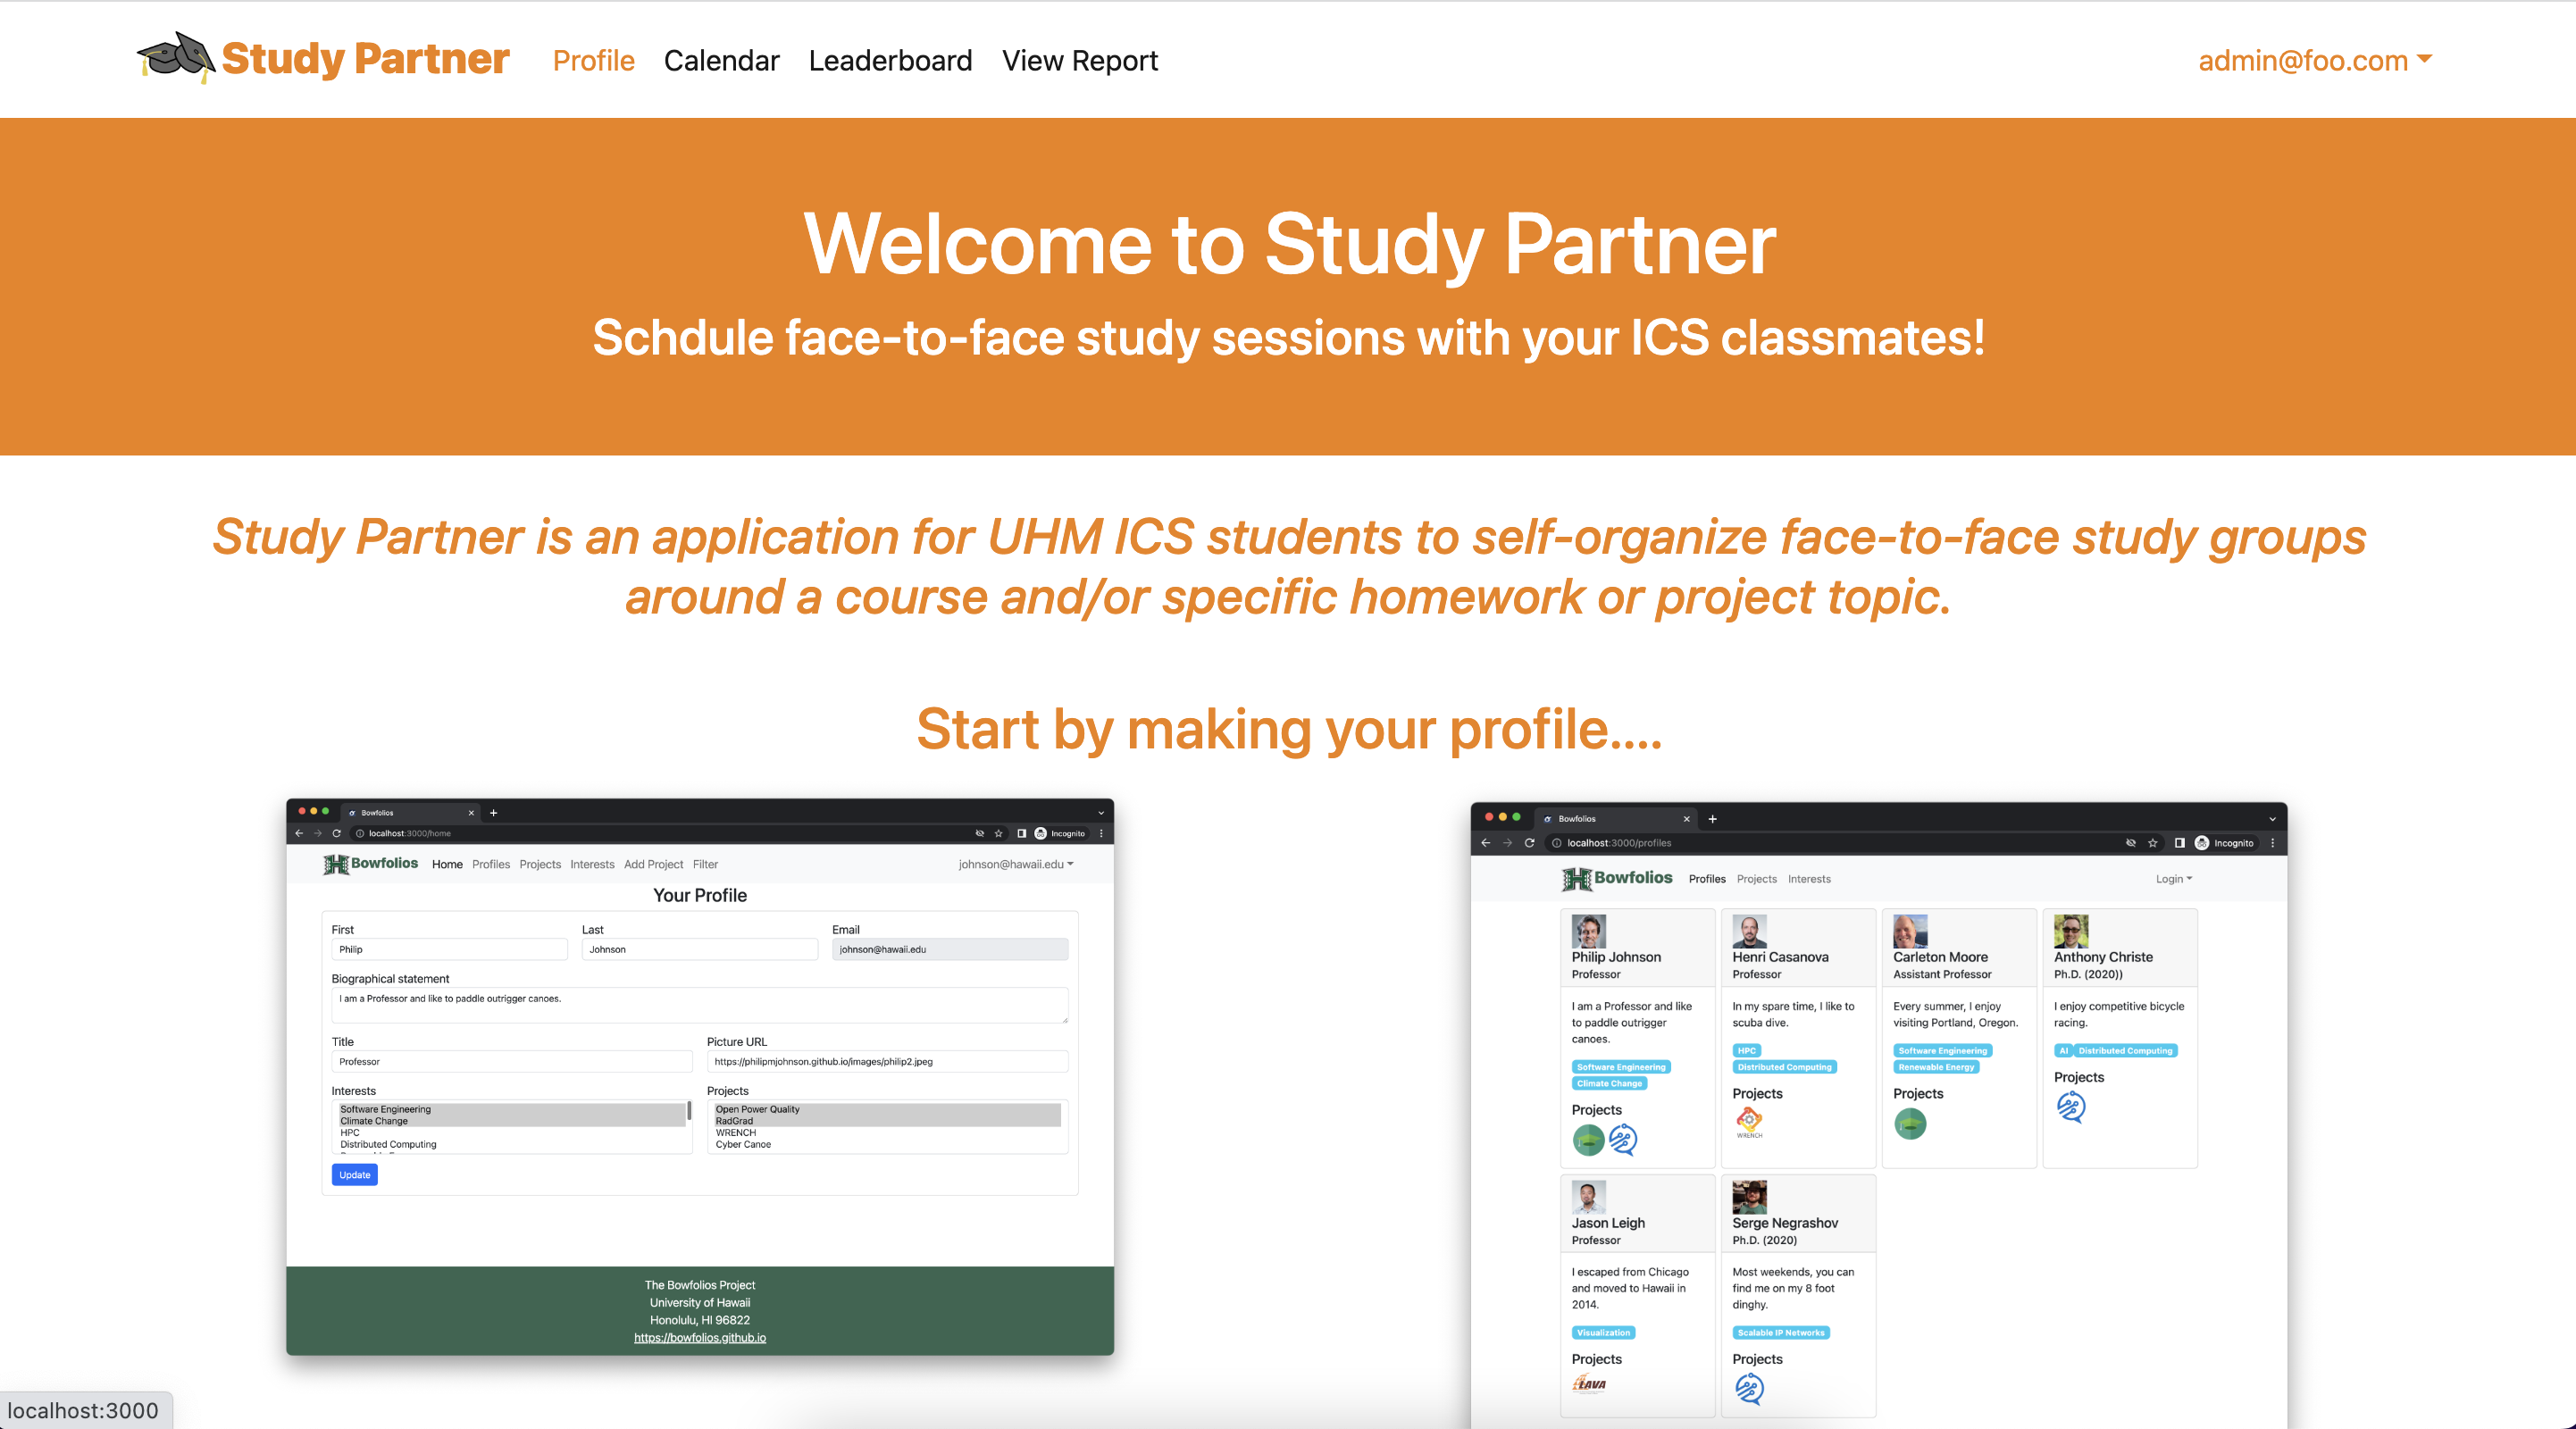 Study Partner Profile Calendar Leaderboard View Report admin@foo.com
Welcome to Study Partner
Schdule face-to-face study sessions with your ICS classmates!
Study Partner is an application for UHM ICS students to self-organize face-to-face study groups
around a course and/or specific homework or project topic.
Start by making your profile....
Bowfolios
localhost:3000/home Incognito
Bowfolios Home Profiles Projects Interests Add Project Filter johnson@hawaii.edu
Your Profile
First Last Email
Philip Johnson johnson@hawaii.edu
Biographical statement
I am a Professor and like to paddle outrigger canoes.
Title Picture URL
Professor https://philipmjohnson.github.io/images/philip2.jpeg
Interests Projects
Software Engineering Open Power Quality
Climate Change RadGrad
HPC WRENCH
Distributed Computing Cyber Canoe
Update
The Bowfolios Project
University of Hawaii
Honolulu, HI 96822
https://bowfolios.github.io
Bowfolios
localhost:3000/profiles Incognito
Bowfolios Profiles Projects Interests Login
Philip Johnson
Professor
I am a Professor and like
to paddle outrigger
canoes.
Software Engineering
Climate Change
Projects
Henri Casanova
Professor
In my spare time, I like to
scuba dive.
HPC
Distributed Computing
Projects
WRENCH
Carleton Moore
Assistant Professor
Every summer, I enjoy
visiting Portland, Oregon.
Software Engineering
Renewable Energy
Projects
Anthony Christe
Ph.D. (2020))
I enjoy competitive bicycle
racing.
AI Distributed Computing
Projects
Jason Leigh
Professor
I escaped from Chicago
and moved to Hawaii in
2014.
Visualization
Projects
LAVA
Serge Negrashov
Ph.D. (2020)
Most weekends, you can
find me on my 8 foot
dinghy.
Scalable IP Networks
Projects
localhost:3000